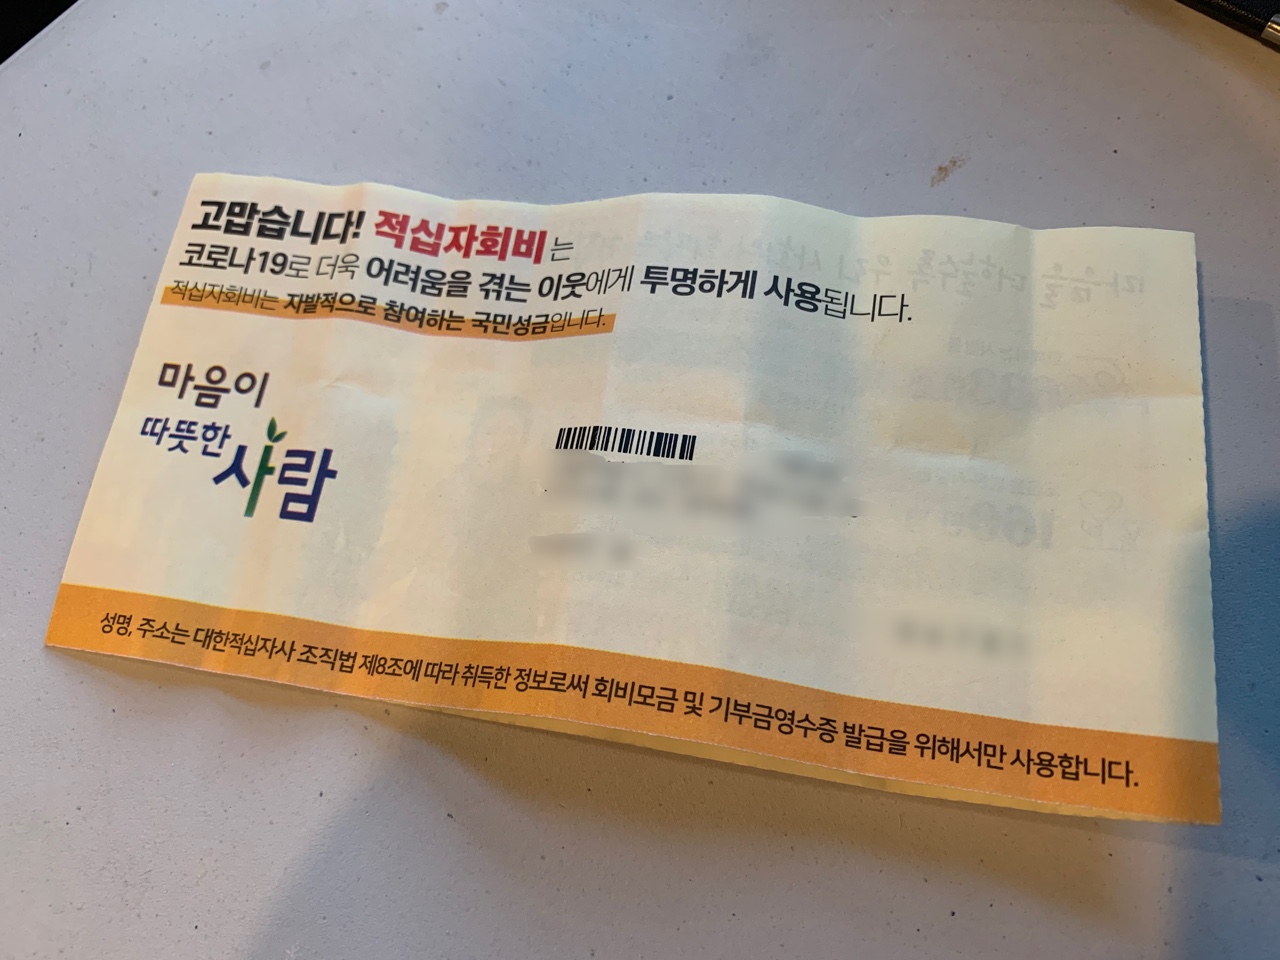 고맙습니다! 적십자회비는
코로나19로 더욱 어려움을 겪는 이웃에게 투명하게 사용됩니다.
적십자회비는 자발적으로 참여하는 국민성금입니다.
마음이
따뜻한
사람
성명, 주소는 대한적십자사 조직법 제8조에 따라 취득한 정보로써 회비모금 및 기부금영수증 발급을 위해서만 사용합니다.